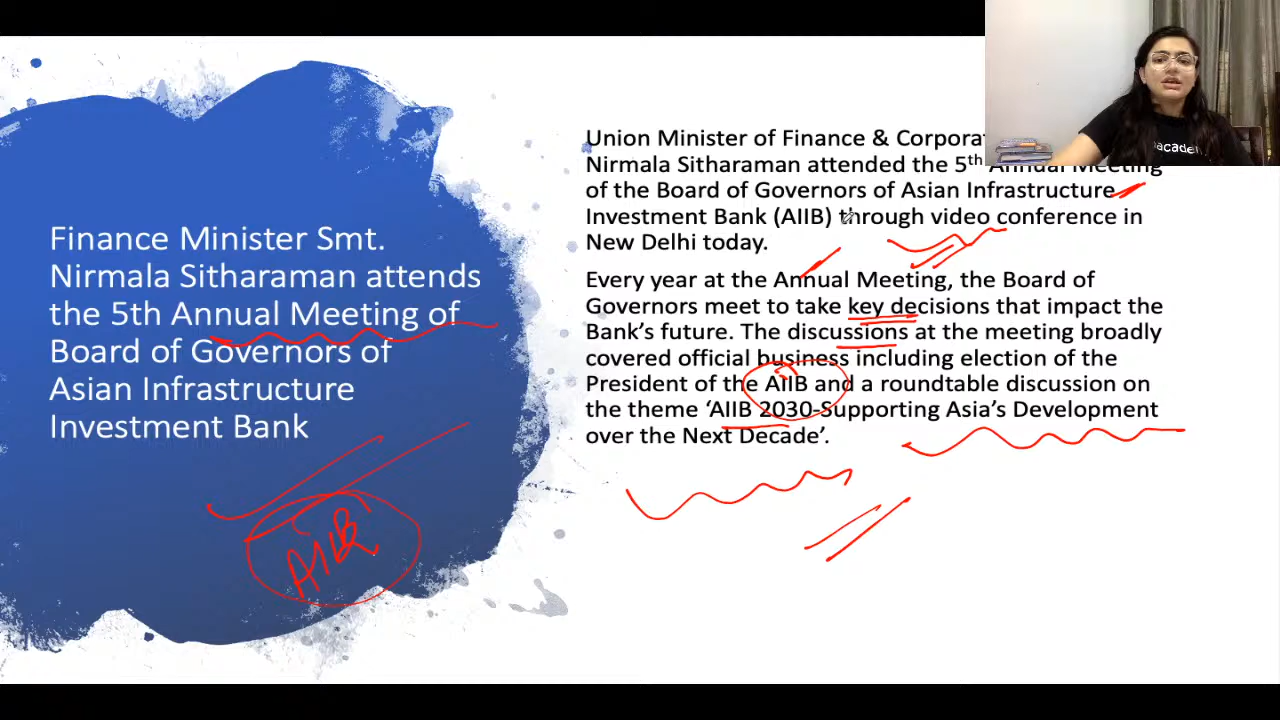 Finance Minister Smt.
Nirmala Sitharaman attends
the 5th Annual Meeting of
Board of Governors of
Asian Infrastructure
Investment Bank
AIIB
Union Minister of Finance & Corporat
Nirmala Sitharaman attended the 5th Annual Meeting
of the Board of Governors of Asian Infrastructure
Investment Bank (AIIB) through video conference in
New Delhi today.
Every year at the Annual Meeting, the Board of
Governors meet to take key decisions that impact the
Bank's future. The discussions at the meeting broadly
covered official business including election of the
President of the AIIB and a roundtable discussion on
the theme 'AIIB 2030-Supporting Asia's Development
over the Next Decade'.